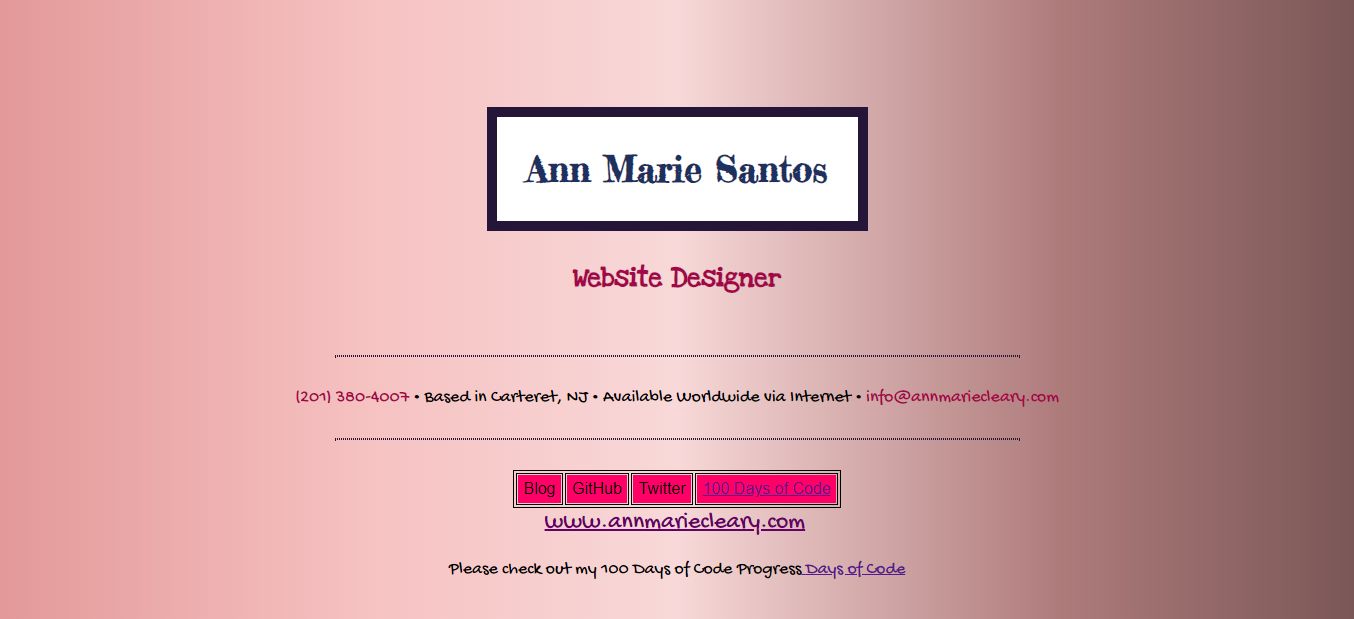 Ann Marie Santos
Website Designer
(201) 380-4007 • Based in Carteret, NJ • Available Worldwide via Internet • info@annmariecleary.com
Blog GitHub Twitter 100 Days of Code
www.annmariecleary.com
Please check out my 100 Days of Code Progress Days of Code